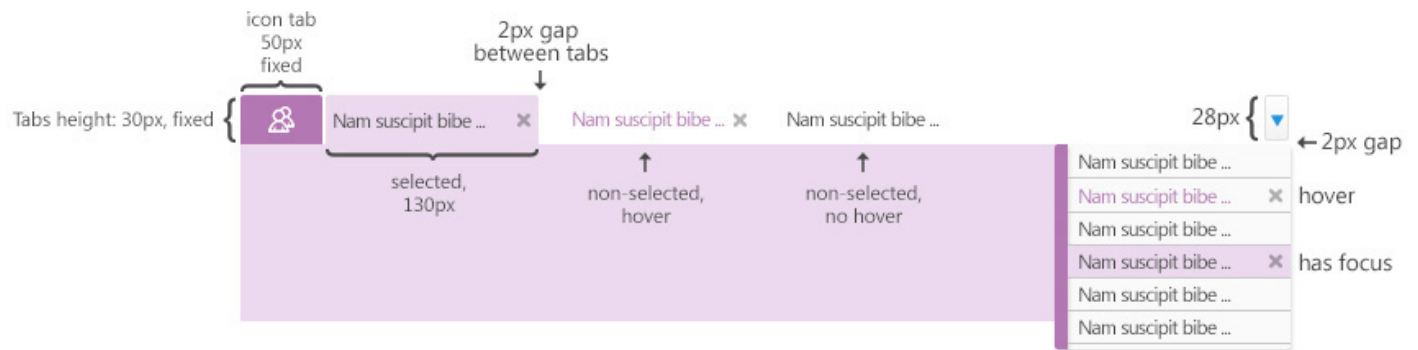 icon tab
50px
fixed
2px gap
between tabs
Tabs height: 30px, fixed
Nam suscipit bibe ...
Nam suscipit bibe ...
Nam suscipit bibe ...
28px
2px gap
selected,
130px
non-selected,
hover
non-selected,
no hover
Nam suscipit bibe ...
Nam suscipit bibe ...
hover
Nam suscipit bibe ...
Nam suscipit bibe ...
has focus
Nam suscipit bibe ...
Nam suscipit bibe ...